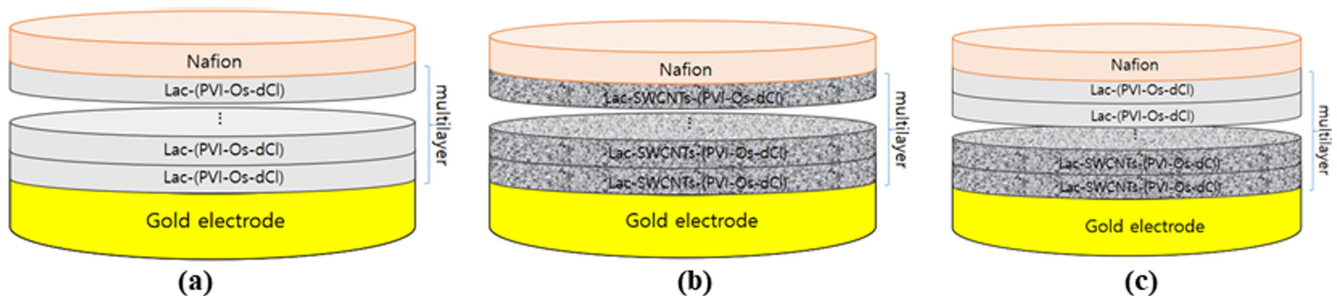 Nafion
Lac-(PVI-Os-dCl)
⋮
Lac-(PVI-Os-dCl)
Lac-(PVI-Os-dCl)
Gold electrode
multilayer
(a)
Nafion
Lac-SWCNTs-(PVI-Os-dCl)
⋮
Lac-SWCNTs-(PVI-Os-dCl)
Lac-SWCNTs-(PVI-Os-dCl)
Gold electrode
multilayer
(b)
Nafion
Lac-(PVI-Os-dCl)
Lac-(PVI-Os-dCl)
⋮
Lac-SWCNTs-(PVI-Os-dCl)
Lac-SWCNTs-(PVI-Os-dCl)
Gold electrode
multilayer
(c)